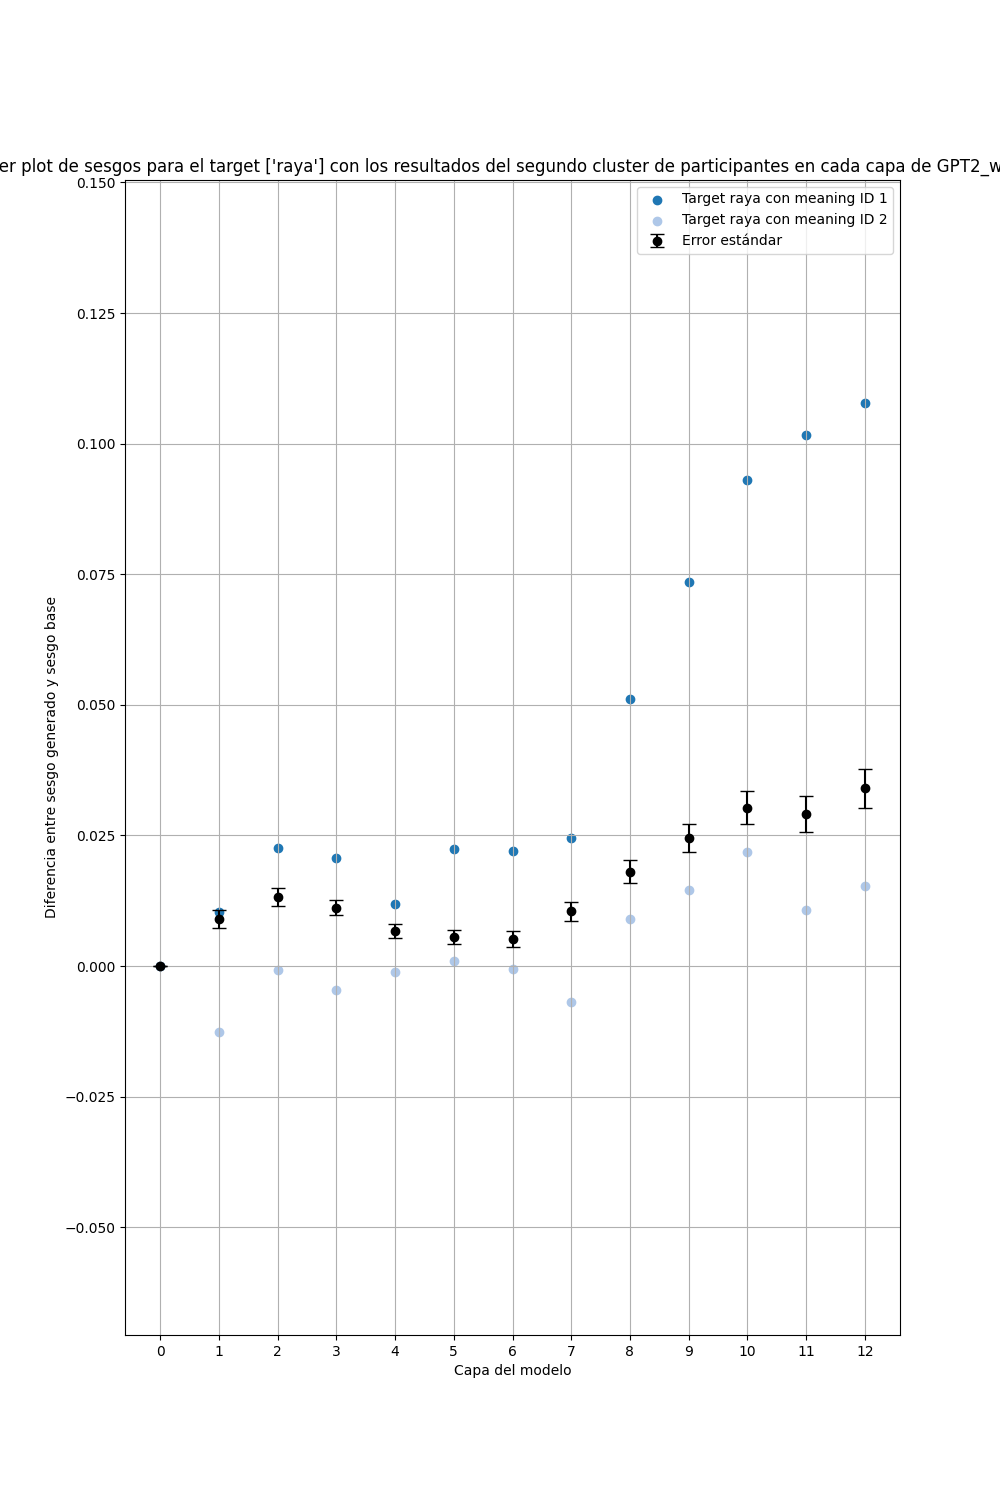 er plot de sesgos para el target ['raya'] con los resultados del segundo cluster de participantes en cada capa de GPT2_w
Target raya con meaning ID 1
Target raya con meaning ID 2
Error estándar
0.150
0.125
0.100
0.075
0.050
0.025
0.000
−0.025
−0.050
Diferencia entre sesgo generado y sesgo base
0 1 2 3 4 5 6 7 8 9 10 11 12
Capa del modelo